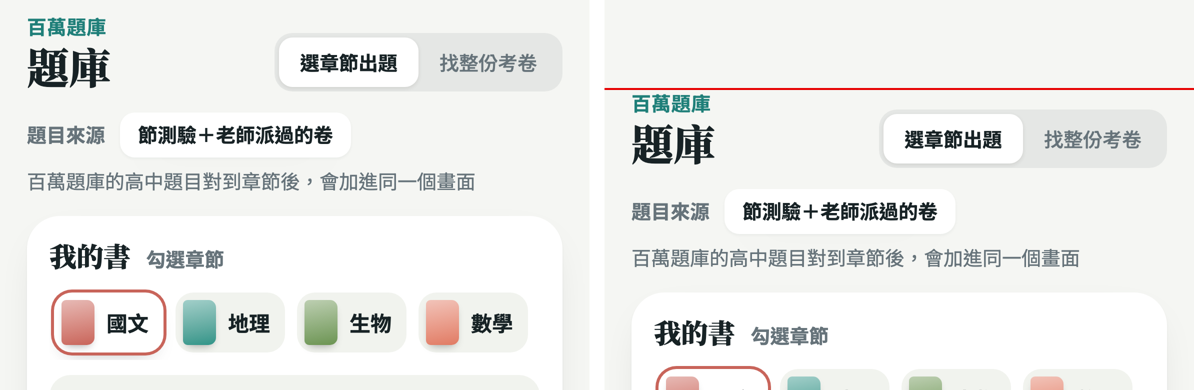 百萬題庫
題庫
選章節出題 找整份考卷
題目來源 節測驗＋老師派過的卷
百萬題庫的高中題目對到章節後，會加進同一個畫面
我的書 勾選章節
國文 地理 生物 數學
百萬題庫
題庫
選章節出題 找整份考卷
題目來源 節測驗＋老師派過的卷
百萬題庫的高中題目對到章節後，會加進同一個畫面
我的書 勾選章節